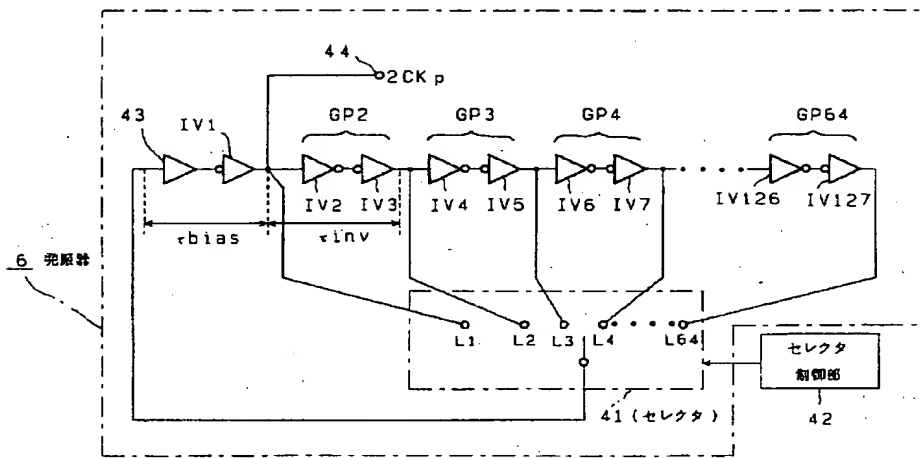 44
2CKp
43
IV1
GP2
GP3
GP4
GP64
IV2
IV3
IV4
IV5
IV6
IV7
IV126
IV127
τbias
τinv
6 発振器
L1
L2
L3
L4
L64
セレクタ
制御部
41(セレクタ)
42